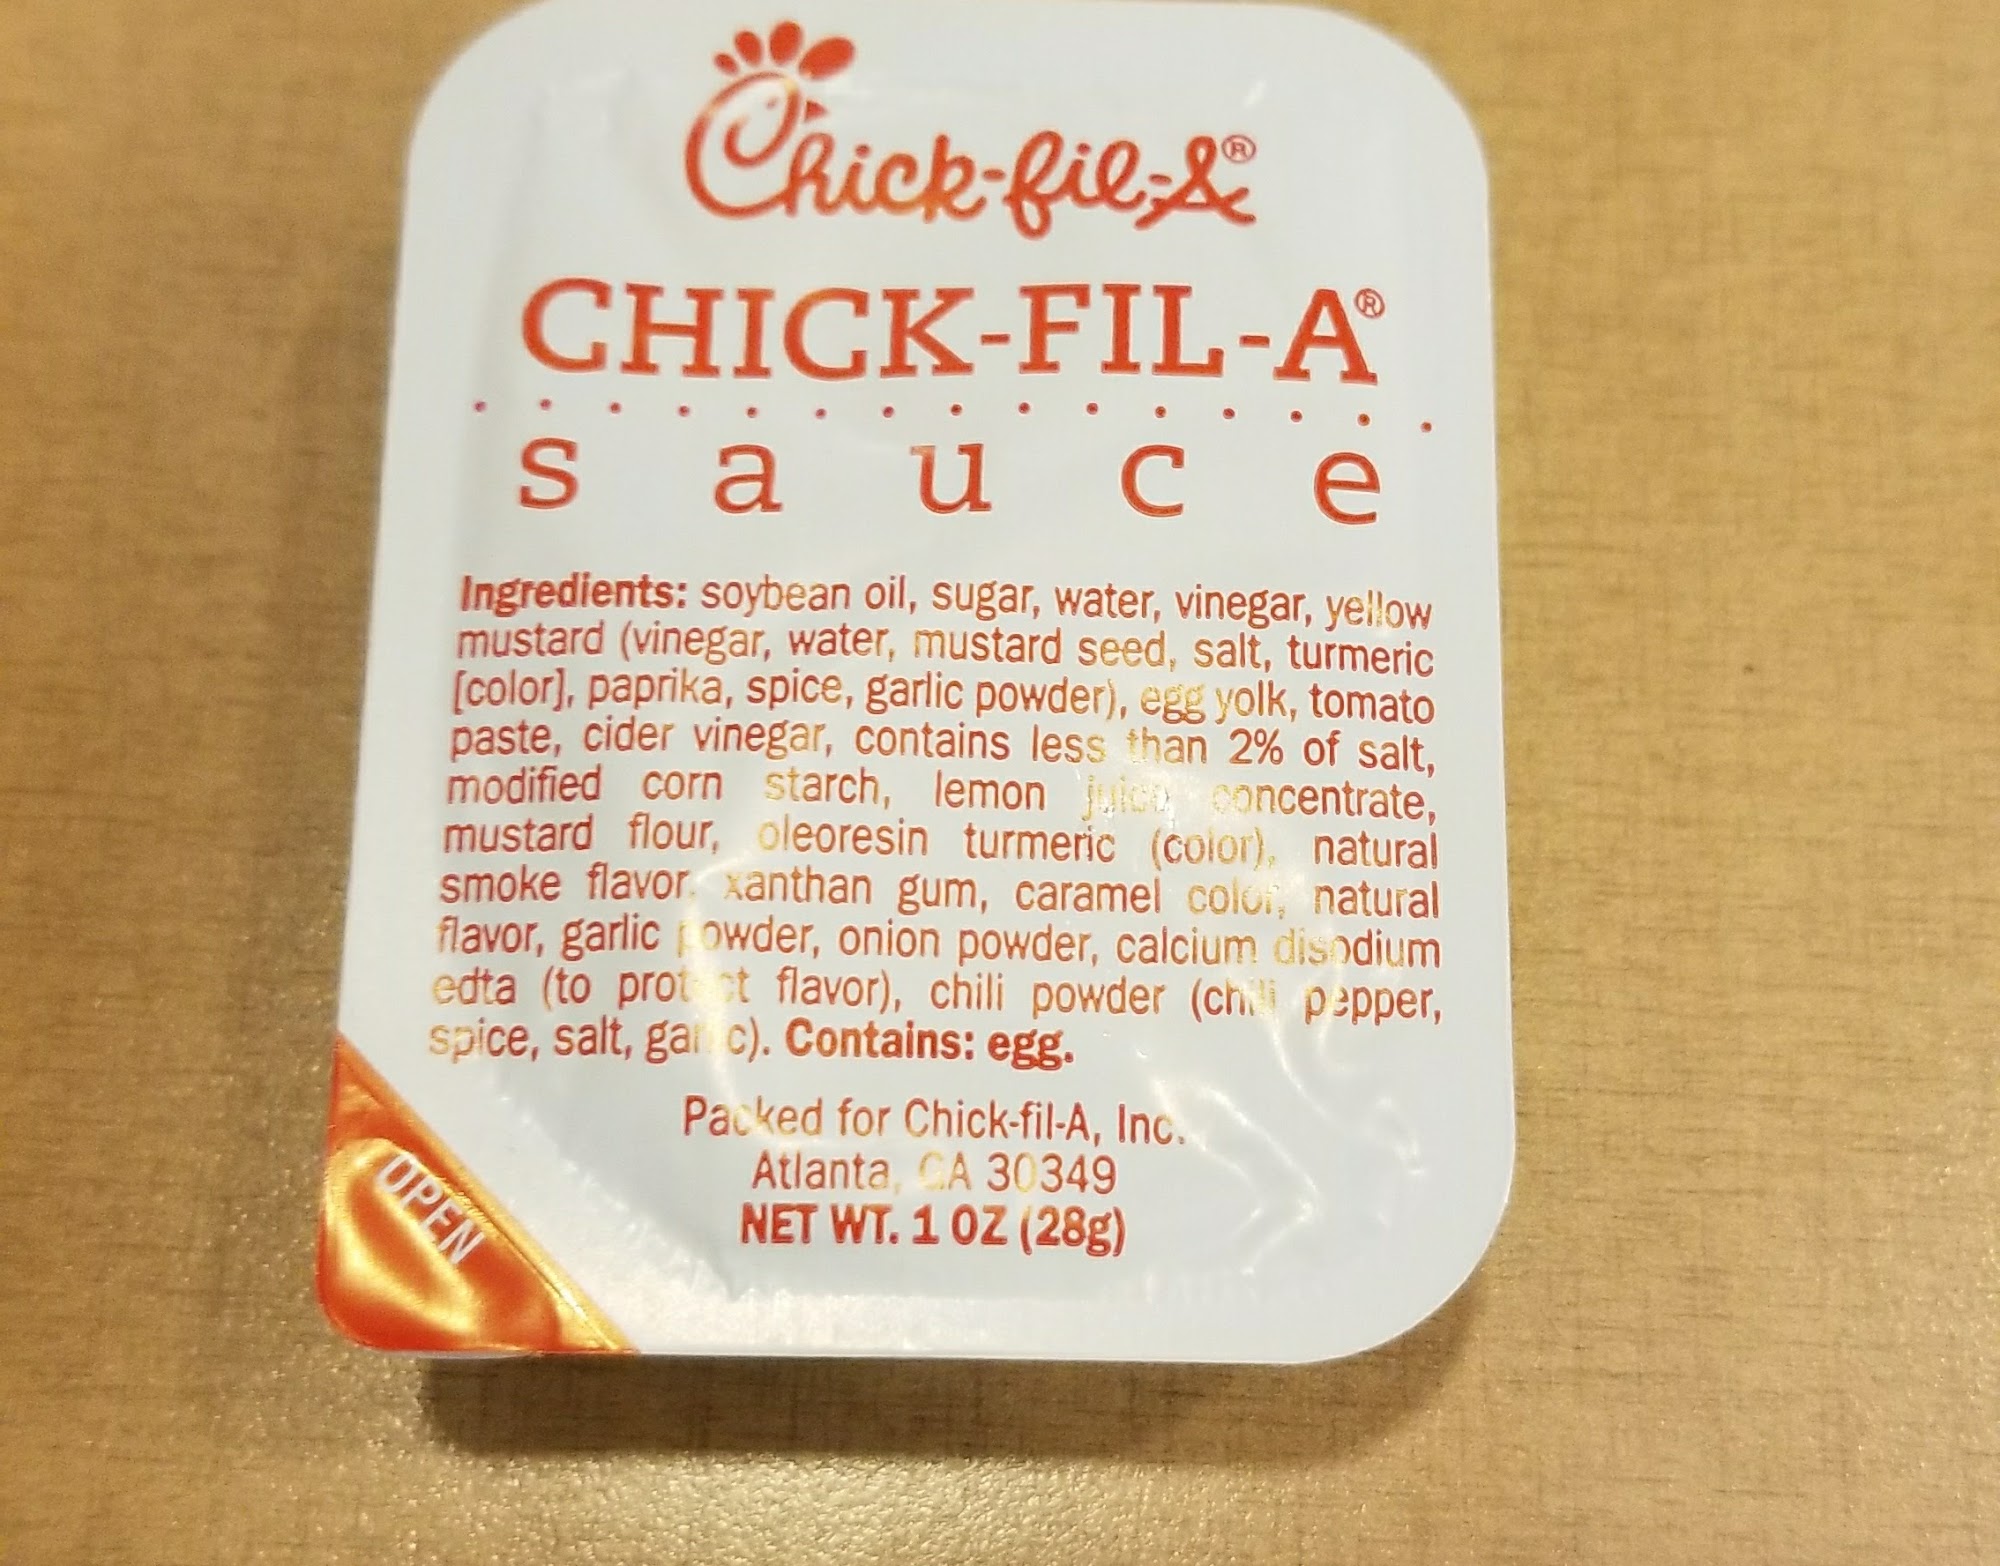 Chick-fil-A®
CHICK-FIL-A®
sauce
Ingredients: soybean oil, sugar, water, vinegar, yellow
mustard (vinegar, water, mustard seed, salt, turmeric
[color], paprika, spice, garlic powder), egg yolk, tomato
paste, cider vinegar, contains less than 2% of salt,
modified corn starch, lemon juice concentrate,
mustard flour, oleoresin turmeric (color), natural
smoke flavor, xanthan gum, caramel color, natural
flavor, garlic powder, onion powder, calcium disodium
edta (to protect flavor), chili powder (chili pepper,
spice, salt, garlic). Contains: egg.
Packed for Chick-fil-A, Inc.
Atlanta, GA 30349
NET WT. 1 OZ (28g)
OPEN